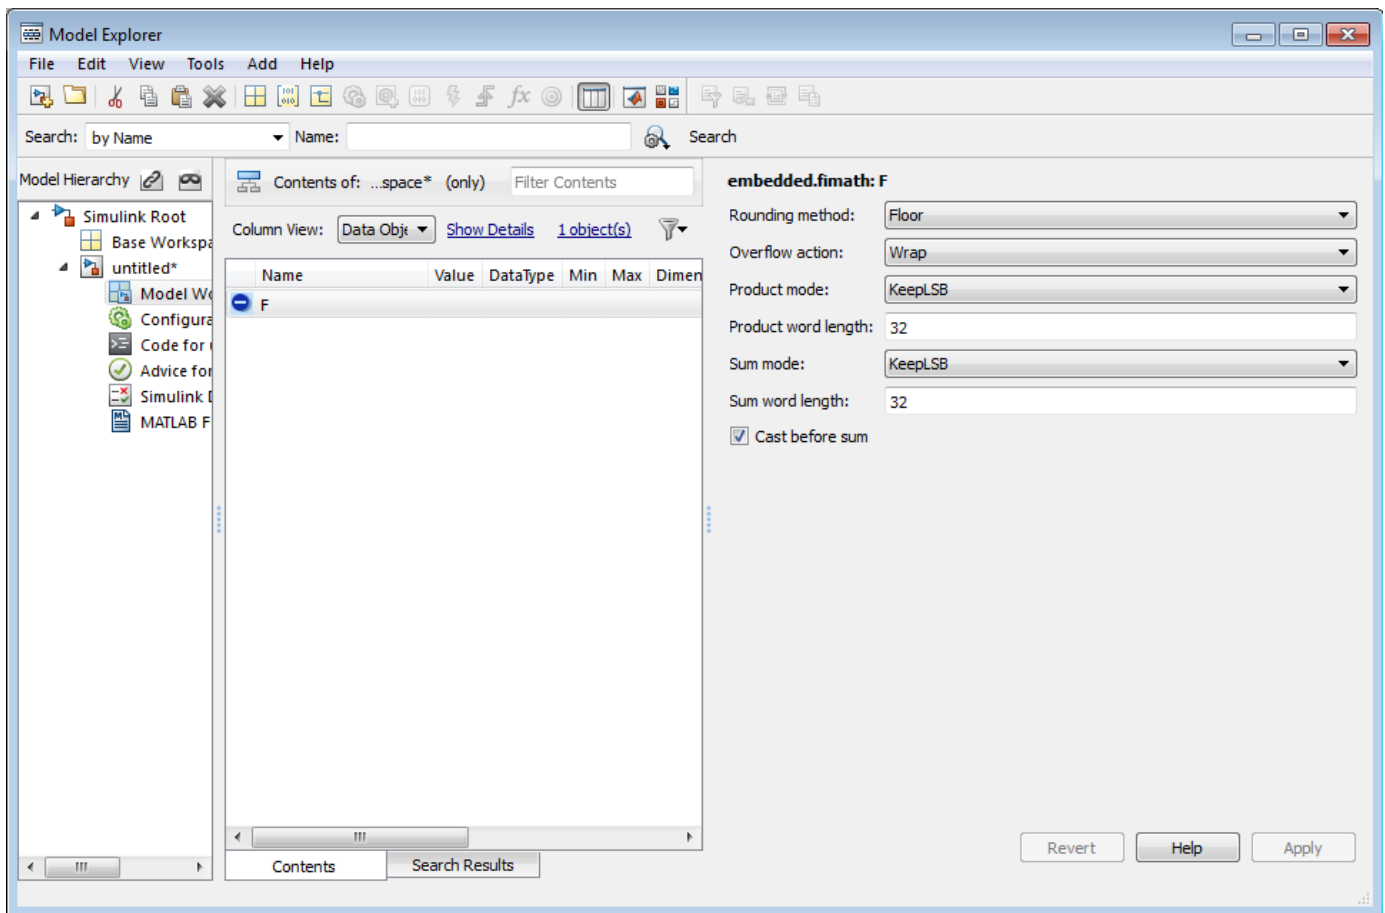 Model Explorer
File Edit View Tools Add Help
Search: by Name Name: Search
Model Hierarchy
Simulink Root
Base Workspa
untitled*
Model Wo
Configura
Code for
Advice for
Simulink
MATLAB F
Contents of: ...space* (only) Filter Contents
Column View: Data Obje Show Details 1 object(s)
Name Value DataType Min Max Dimen
F
Contents Search Results
embedded.fimath: F
Rounding method: Floor
Overflow action: Wrap
Product mode: KeepLSB
Product word length: 32
Sum mode: KeepLSB
Sum word length: 32
Cast before sum
Revert Help Apply